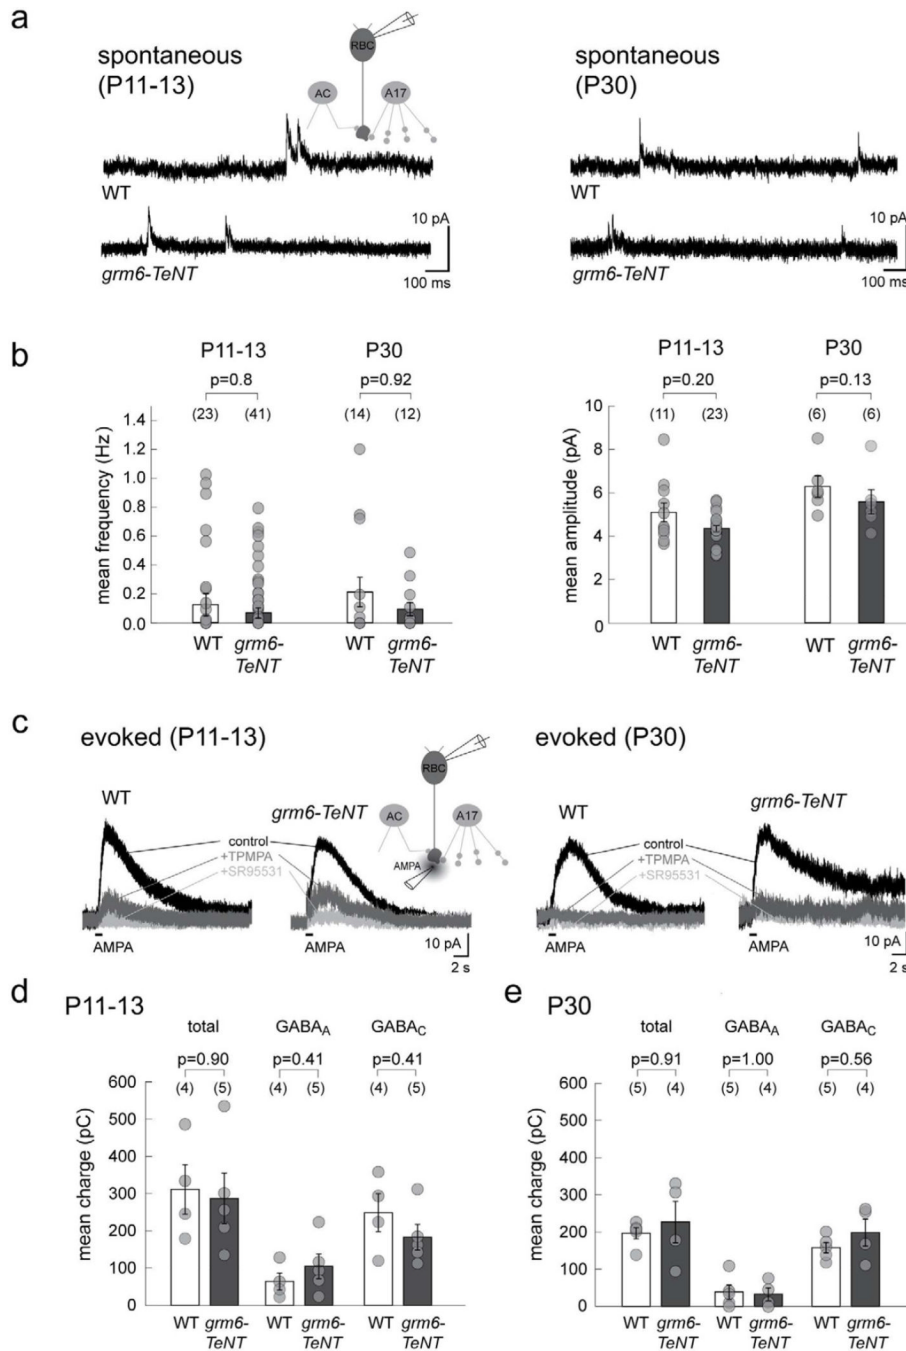 a
spontaneous
(P11-13)
RBC
AC
A17
WT
grm6-TeNT
10 pA
100 ms
spontaneous
(P30)
WT
grm6-TeNT
10 pA
100 ms
b
P11-13
P30
p=0.8
p=0.92
(23)
(41)
(14)
(12)
mean frequency (Hz)
1.4
1.2
1.0
0.8
0.6
0.4
0.2
0.0
WT
grm6-
TeNT
WT
grm6-
TeNT
P11-13
P30
p=0.20
p=0.13
(11)
(23)
(6)
(6)
mean amplitude (pA)
10
8
6
4
2
0
WT
grm6-
TeNT
WT
grm6-
TeNT
c
evoked (P11-13)
WT
grm6-TeNT
control
+TPMPA
+SR95531
AMPA
AMPA
RBC
AC
A17
AMPA
10 pA
2 s
evoked (P30)
WT
grm6-TeNT
control
+TPMPA
+SR95531
AMPA
AMPA
10 pA
2 s
d
P11-13
total
GABAA
GABAC
p=0.90
p=0.41
p=0.41
(4)
(5)
(4)
(5)
(4)
(5)
mean charge (pC)
600
500
400
300
200
100
0
WT
grm6-
TeNT
WT
grm6-
TeNT
WT
grm6-
TeNT
e
P30
total
GABAA
GABAC
p=0.91
p=1.00
p=0.56
(5)
(4)
(5)
(4)
(5)
(4)
mean charge (pC)
600
500
400
300
200
100
0
WT
grm6-
TeNT
WT
grm6-
TeNT
WT
grm6-
TeNT